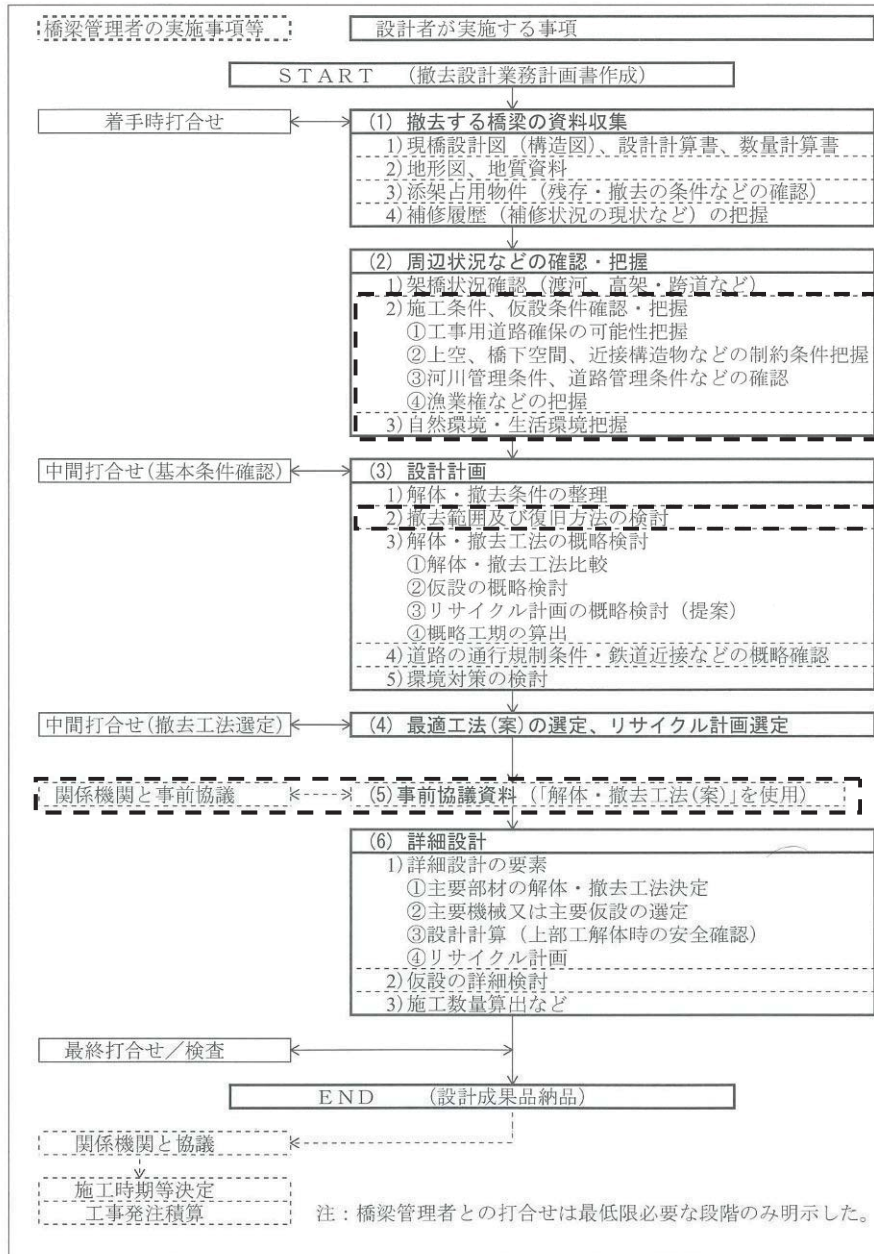 橋梁管理者の実施事項等
設計者が実施する事項
START (撤去設計業務計画書作成)
着手時打合せ
(1) 撤去する橋梁の資料収集
1)現橋設計図(構造図)、設計計算書、数量計算書
2)地形図、地質資料
3)添架占用物件(残存・撤去の条件などの確認)
4)補修履歴(補修状況の現状など)の把握
(2) 周辺状況などの確認・把握
1)架橋状況確認(渡河、高架・跨道など)
2)施工条件、仮設条件確認・把握
①工事用道路確保の可能性把握
②上空、橋下空間、近接構造物などの制約条件把握
③河川管理条件、道路管理条件などの確認
④漁業権などの把握
3)自然環境・生活環境把握
中間打合せ(基本条件確認)
(3) 設計計画
1)解体・撤去条件の整理
2)撤去範囲及び復旧方法の検討
3)解体・撤去工法の概略検討
①解体・撤去工法比較
②仮設の概略検討
③リサイクル計画の概略検討(提案)
④概略工期の算出
4)道路の通行規制条件・鉄道近接などの概略確認
5)環境対策の検討
中間打合せ(撤去工法選定)
(4) 最適工法(案)の選定、リサイクル計画選定
関係機関と事前協議
(5) 事前協議資料(「解体・撤去工法(案)」を使用)
(6) 詳細設計
1)詳細設計の要素
①主要部材の解体・撤去工法決定
②主要機械又は主要仮設の選定
③設計計算(上部工解体時の安全確認)
④リサイクル計画
2)仮設の詳細検討
3)施工数量算出など
最終打合せ/検査
END (設計成果品納品)
関係機関と協議
施工時期等決定
工事発注積算
注:橋梁管理者との打合せは最低限必要な段階のみ明示した。